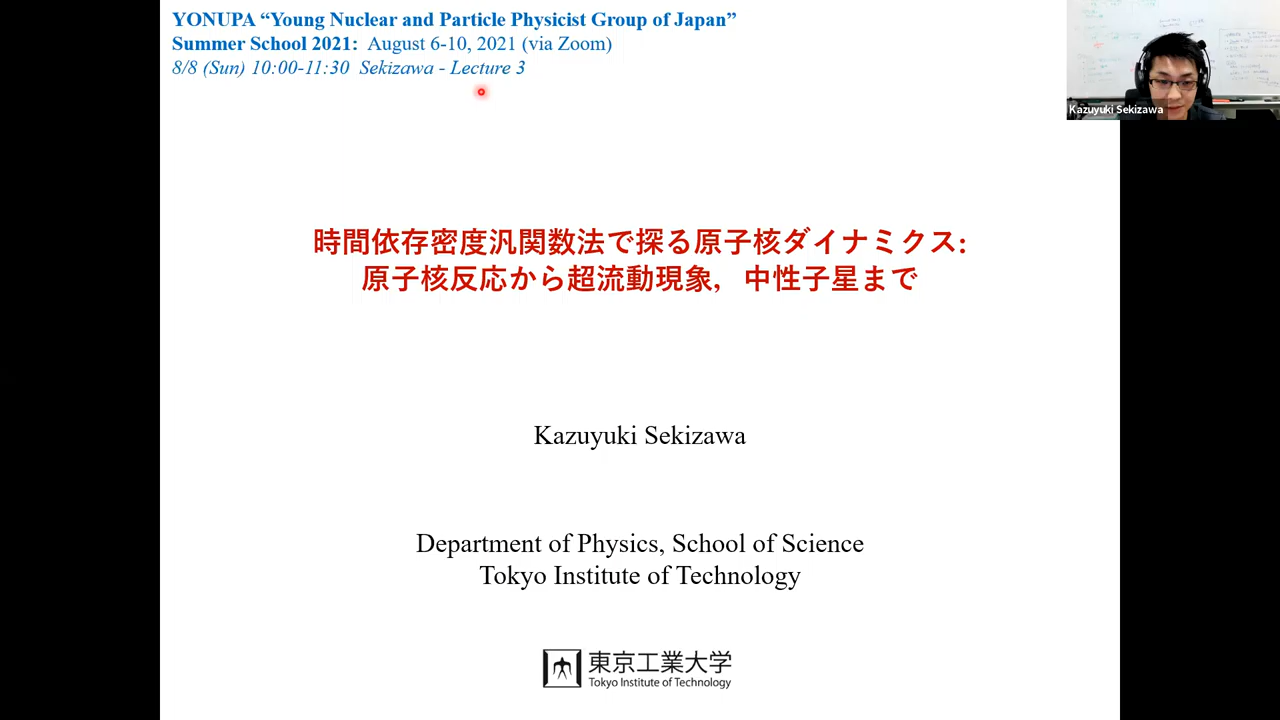 YONUPA “Young Nuclear and Particle Physicist Group of Japan”
Summer School 2021: August 6-10, 2021 (via Zoom)
8/8 (Sun) 10:00-11:30 Sekizawa - Lecture 3
Kazuyuki Sekizawa
時間依存密度汎関数法で探る原子核ダイナミクス:
原子核反応から超流動現象，中性子星まで
Kazuyuki Sekizawa
Department of Physics, School of Science
Tokyo Institute of Technology
東京工業大学
Tokyo Institute of Technology